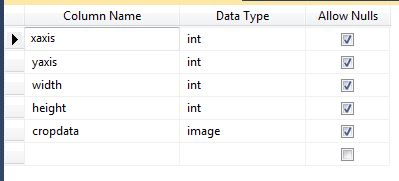 Column Name Data Type Allow Nulls
xaxis int
yaxis int
width int
height int
cropdata image